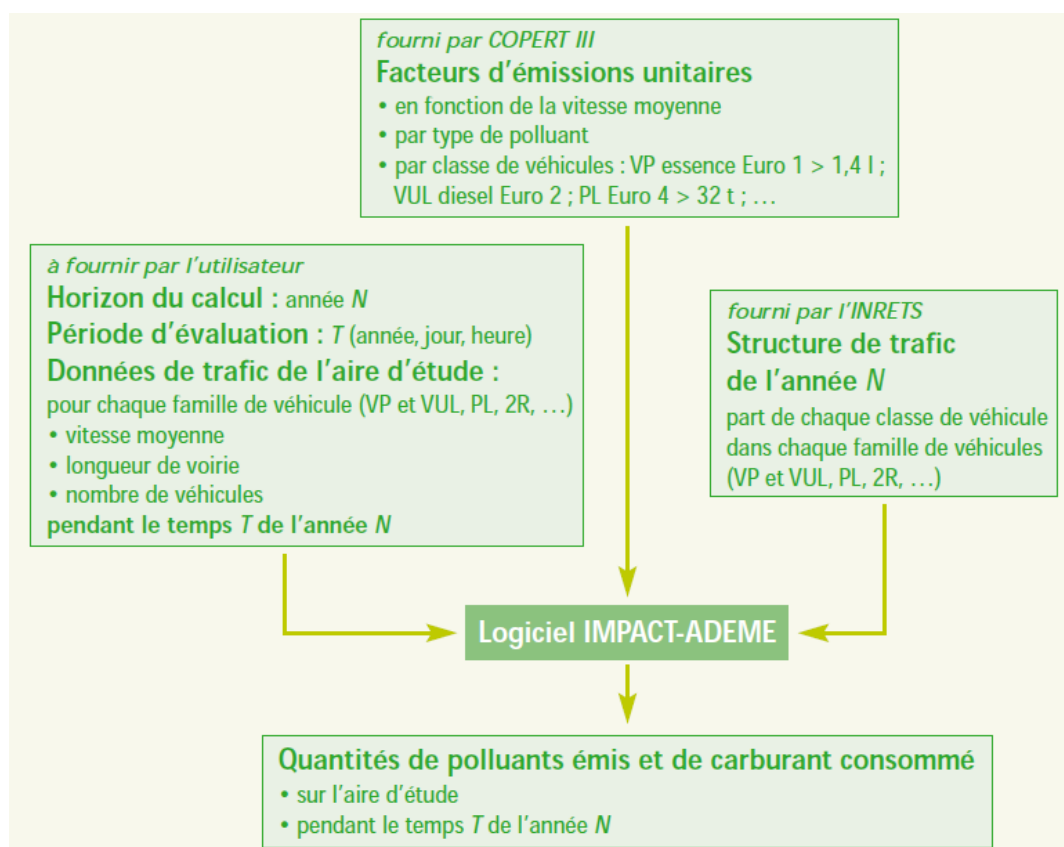 fourni par COPERT III
Facteurs d'émissions unitaires
• en fonction de la vitesse moyenne
• par type de polluant
• par classe de véhicules : VP essence Euro 1 > 1,4 l ;
VUL diesel Euro 2 ; PL Euro 4 > 32 t ; …
à fournir par l'utilisateur
Horizon du calcul : année N
Période d'évaluation : T (année, jour, heure)
Données de trafic de l'aire d'étude :
pour chaque famille de véhicule (VP et VUL, PL, 2R, …)
• vitesse moyenne
• longueur de voirie
• nombre de véhicules
pendant le temps T de l'année N
fourni par l'INRETS
Structure de trafic
de l'année N
part de chaque classe de véhicule
dans chaque famille de véhicules
(VP et VUL, PL, 2R, …)
Logiciel IMPACT-ADEME
Quantités de polluants émis et de carburant consommé
• sur l'aire d'étude
• pendant le temps T de l'année N